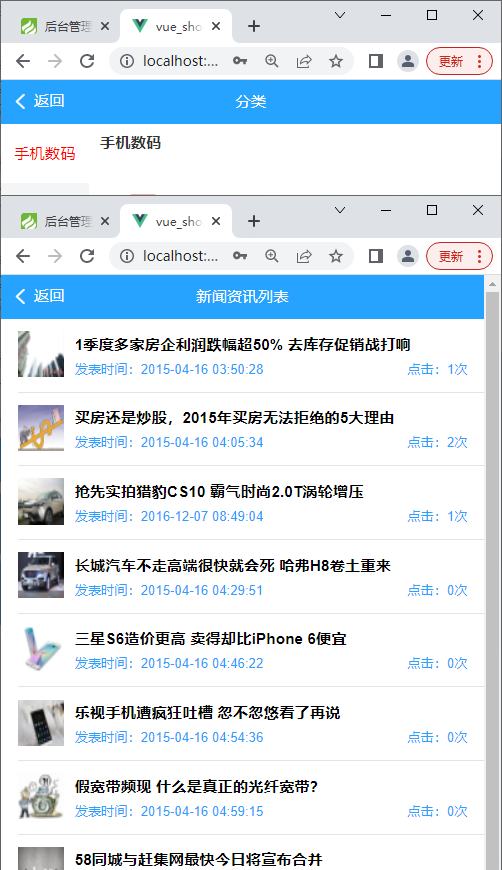 后台管理
vue_sho
localhost:...
更新
返回
分类
手机数码
手机数码
后台管理
vue_sho
localhost:...
更新
返回
新闻资讯列表
1季度多家房企利润跌幅超50% 去库存促销战打响
发表时间：2015-04-16 03:50:28 点击：1次
买房还是炒股，2015年买房无法拒绝的5大理由
发表时间：2015-04-16 04:05:34 点击：2次
抢先实拍猎豹CS10 霸气时尚2.0T涡轮增压
发表时间：2016-12-07 08:49:04 点击：1次
长城汽车不走高端很快就会死 哈弗H8卷土重来
发表时间：2015-04-16 04:29:51 点击：0次
三星S6造价更高 卖得却比iPhone 6便宜
发表时间：2015-04-16 04:46:22 点击：0次
乐视手机遭疯狂吐槽 忽不忽悠看了再说
发表时间：2015-04-16 04:54:36 点击：0次
假宽带频现 什么是真正的光纤宽带？
发表时间：2015-04-16 04:59:15 点击：0次
58同城与赶集网最快今日将宣布合并